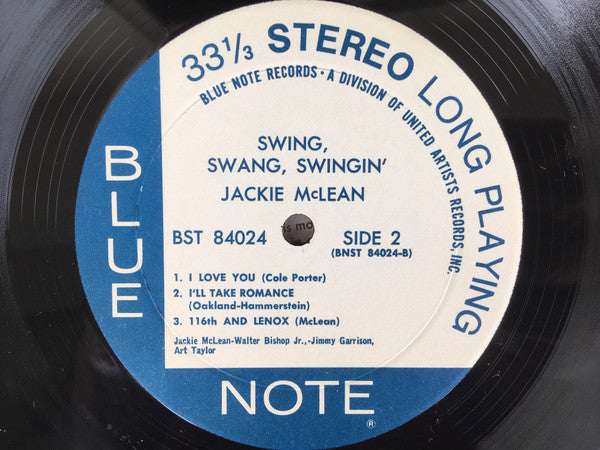 33⅓ STEREO LONG PLAYING
BLUE NOTE RECORDS • A DIVISION OF UNITED ARTISTS RECORDS, INC.
BLUE
SWING,
SWANG, SWINGIN'
JACKIE McLEAN
BST 84024
SIDE 2
(BNST 84024-B)
1. I LOVE YOU (Cole Porter)
2. I'LL TAKE ROMANCE
(Oakland-Hammerstein)
3. 116th AND LENOX (McLean)
Jackie McLean-Walter Bishop Jr.,-Jimmy Garrison,
Art Taylor
NOTE®